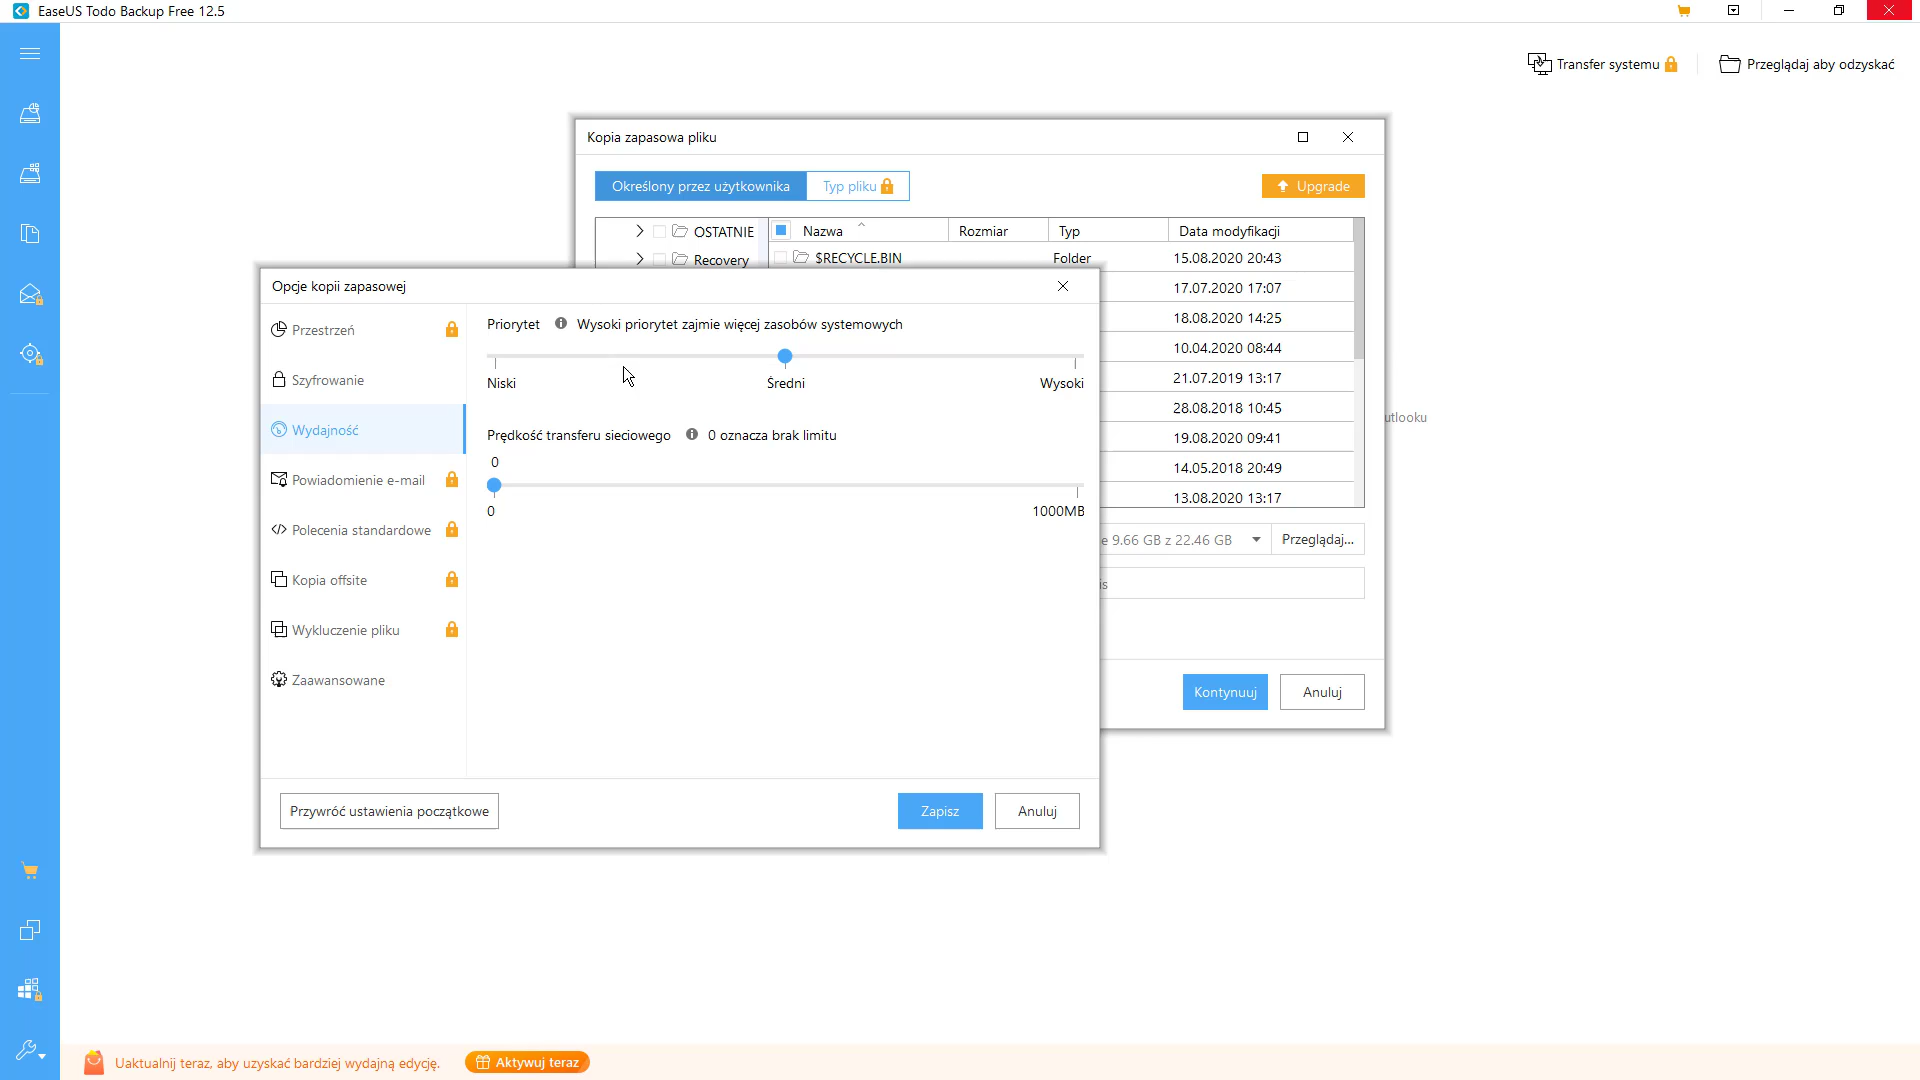 EaseUS Todo Backup Free 12.5
Transfer systemu
Przeglądaj aby odzyskać
Kopia zapasowa pliku
Określony przez użytkownika
Typ pliku
Upgrade
OSTATNIE
Recovery
Nazwa
Rozmiar
Typ
Data modyfikacji
$RECYCLE.BIN
Folder
15.08.2020 20:43
17.07.2020 17:07
18.08.2020 14:25
10.04.2020 08:44
21.07.2019 13:17
28.08.2018 10:45
19.08.2020 09:41
14.05.2018 20:49
13.08.2020 13:17
utlooku
e 9.66 GB z 22.46 GB
Przeglądaj...
is
Kontynuuj
Anuluj
Opcje kopii zapasowej
Przestrzeń
Szyfrowanie
Wydajność
Powiadomienie e-mail
Polecenia standardowe
Kopia offsite
Wykluczenie pliku
Zaawansowane
Priorytet
Wysoki priorytet zajmie więcej zasobów systemowych
Niski
Średni
Wysoki
Prędkość transferu sieciowego
0 oznacza brak limitu
0
0
1000MB
Przywróć ustawienia początkowe
Zapisz
Anuluj
Uaktualnij teraz, aby uzyskać bardziej wydajną edycję.
Aktywuj teraz